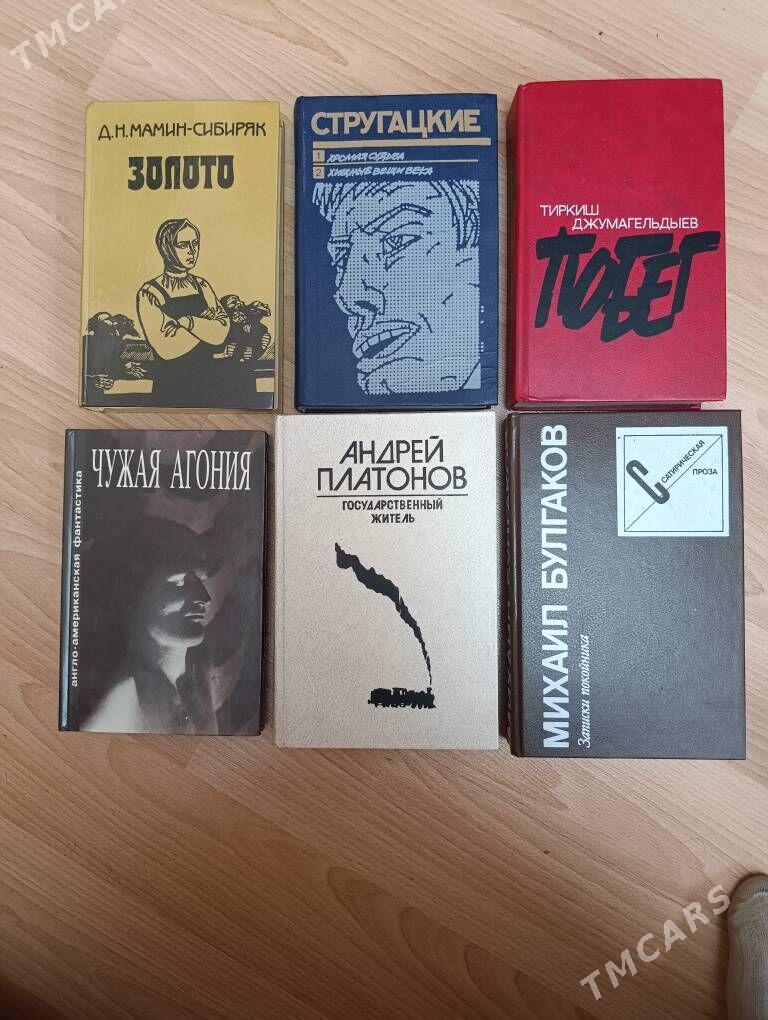 TMCARS
Д.Н.МАМИН-СИБИРЯК
ЗОЛОТО
СТРУГАЦКИЕ
1 ХРОМАЯ СУДЬБА
2 ХИЩНЫЕ ВЕЩИ ВЕКА
ТИРКИШ
ДЖУМАГЕЛЬДЫЕВ
ПОБЕГ
ЧУЖАЯ АГОНИЯ
англо-американская фантастика
АНДРЕЙ
ПЛАТОНОВ
ГОСУДАРСТВЕННЫЙ
ЖИТЕЛЬ
МИХАИЛ БУЛГАКОВ
Записки покойника
САТИРИЧЕСКАЯ
ПРОЗА
TMCARS